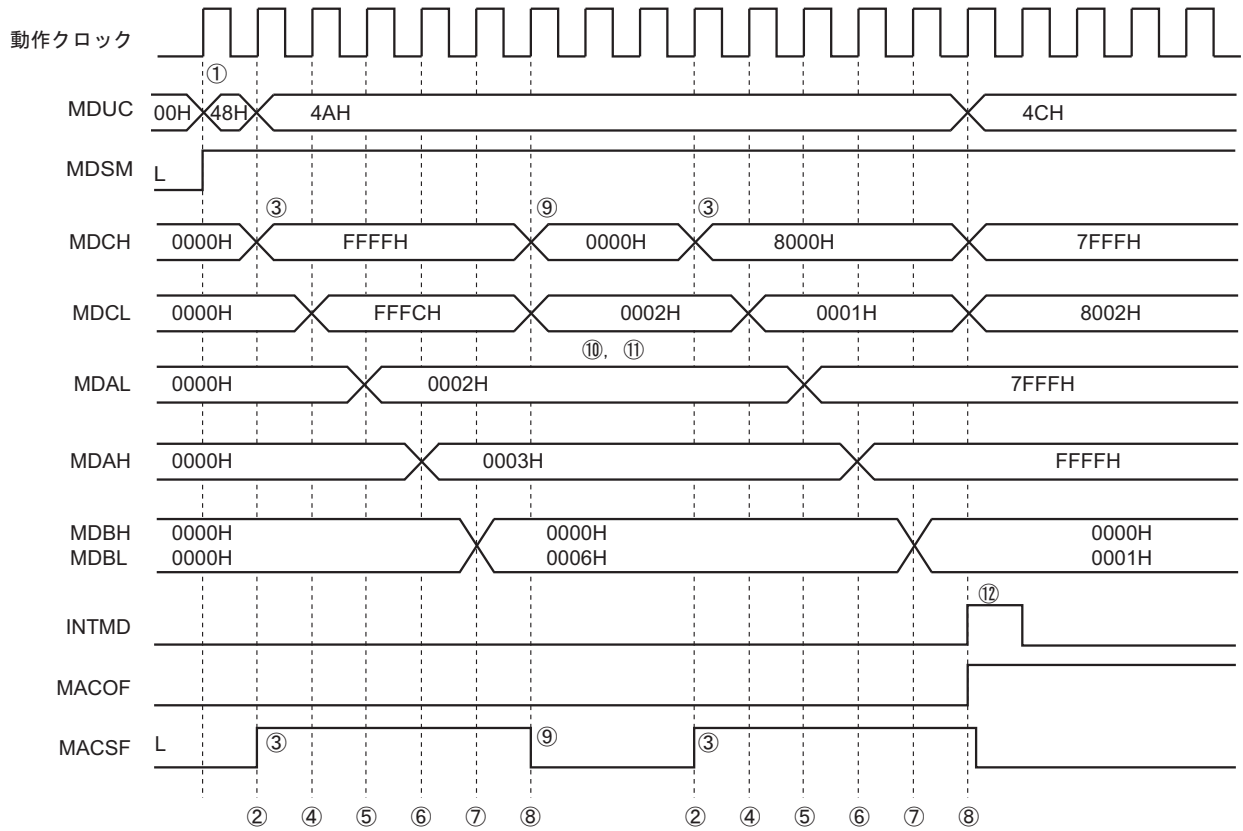 動作クロック
①
MDUC 00H 48H 4AH 4CH
MDSM L
③ ⑨ ③
MDCH 0000H FFFFH 0000H 8000H 7FFFH
MDCL 0000H FFFCH 0002H 0001H 8002H
⑩, ⑪
MDAL 0000H 0002H 7FFFH
MDAH 0000H 0003H FFFFH
MDBH 0000H 0000H 0000H
MDBL 0000H 0006H 0001H
⑫
INTMD
MACOF
MACSF L ③ ⑨ ③
② ④ ⑤ ⑥ ⑦ ⑧ ② ④ ⑤ ⑥ ⑦ ⑧